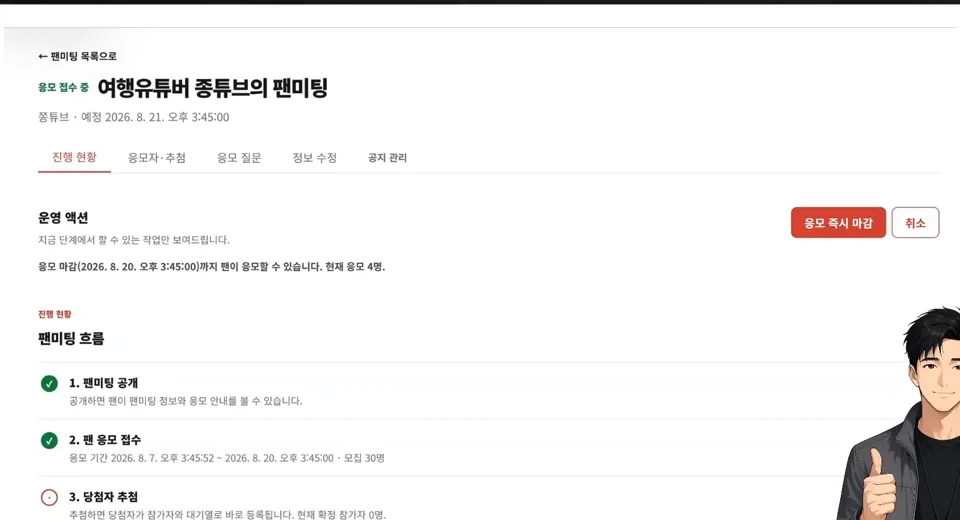 ← 팬미팅 목록으로
응모 접수 중 여행유튜버 종튜브의 팬미팅
쫑튜브 · 예정 2026. 8. 21. 오후 3:45:00
진행 현황 응모자·추첨 응모 질문 정보 수정 공지 관리
운영 액션
응모 즉시 마감 취소
지금 단계에서 할 수 있는 작업만 보여드립니다.
응모 마감(2026. 8. 20. 오후 3:45:00)까지 팬이 응모할 수 있습니다. 현재 응모 4명.
진행 현황
팬미팅 흐름
1. 팬미팅 공개
공개하면 팬이 팬미팅 정보와 응모 안내를 볼 수 있습니다.
2. 팬 응모 접수
응모 기간 2026. 8. 7. 오후 3:45:52 ~ 2026. 8. 20. 오후 3:45:00 · 모집 30명
3. 당첨자 추첨
추첨하면 당첨자가 참가자와 대기열로 바로 등록됩니다. 현재 확정 참가자 0명.